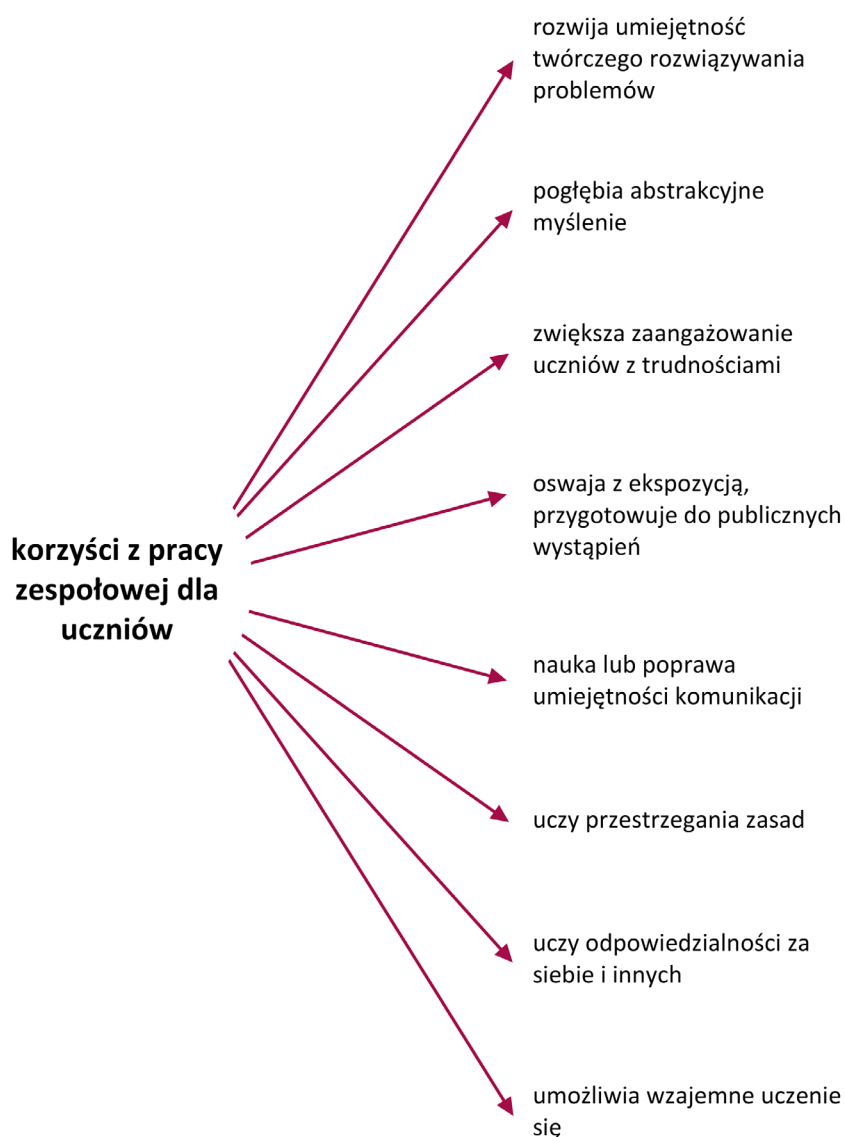 rozwija umiejętność
twórczego rozwiązywania
problemów
pogłębia abstrakcyjne
myślenie
zwiększa zaangażowanie
uczniów z trudnościami
oswaja z ekspozycją,
przygotowuje do publicznych
wystąpień
korzyści z pracy
zespołowej dla
uczniów
nauka lub poprawa
umiejętności komunikacji
uczy przestrzegania zasad
uczy odpowiedzialności za
siebie i innych
umożliwia wzajemne uczenie
się